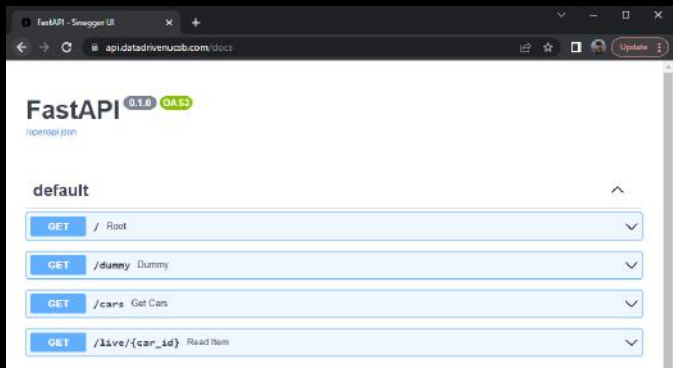 FastAPI - Swagger UI
api.datadrivenucsb.com/docs
Update
FastAPI 0.1.0 OAS3
/openapi.json
default
GET / Root
GET /dummy Dummy
GET /cars Get Cars
GET /live/{car_id} Read Item